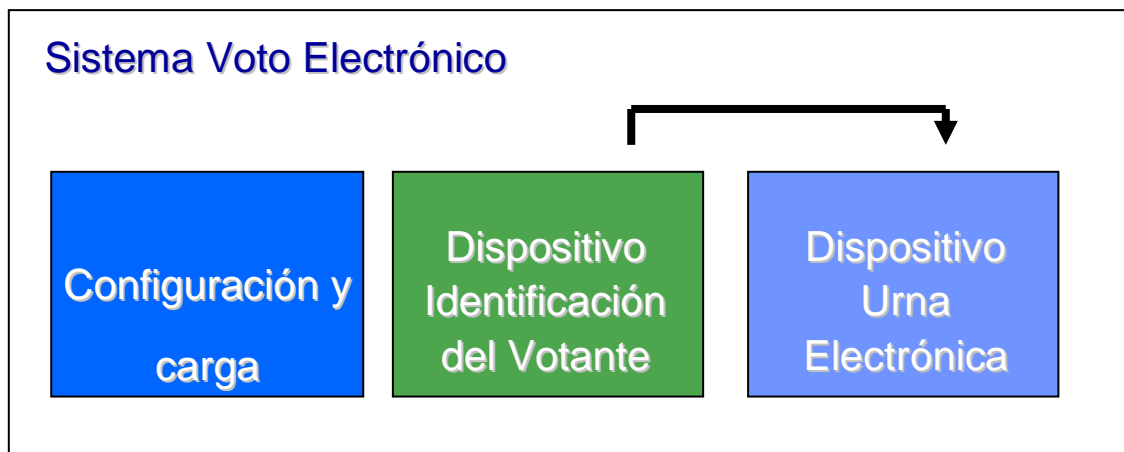 Sistema Voto Electrónico
Configuración y
carga
Dispositivo
Identificación
del Votante
Dispositivo
Urna
Electrónica